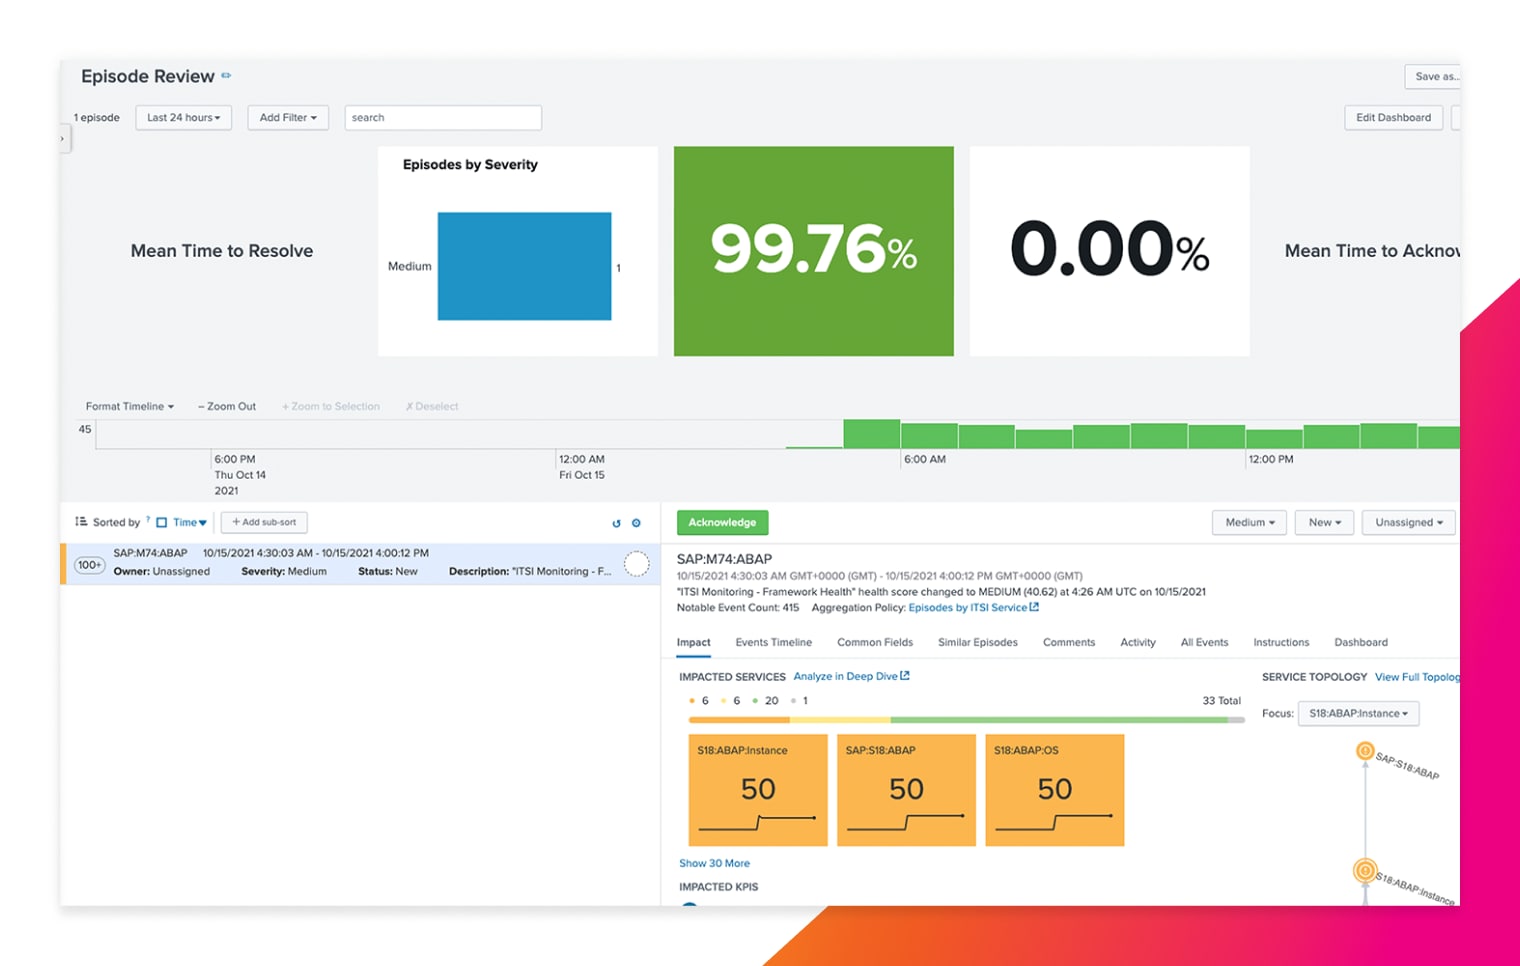 Episode Review
Save as...
1 episode
Last 24 hours
Add Filter
search
Edit Dashboard
Mean Time to Resolve
Episodes by Severity
Medium
1
99.76%
0.00%
Mean Time to Acknov
Format Timeline
– Zoom Out
+ Zoom to Selection
✗ Deselect
45
6:00 PM
Thu Oct 14
2021
12:00 AM
Fri Oct 15
6:00 AM
12:00 PM
Sorted by ?
Time
+ Add sub-sort
100+
SAP:M74:ABAP 10/15/2021 4:30:03 AM - 10/15/2021 4:00:12 PM
Owner: Unassigned Severity: Medium Status: New Description: "ITSI Monitoring - F...
Acknowledge
Medium
New
Unassigned
SAP:M74:ABAP
10/15/2021 4:30:03 AM GMT+0000 (GMT) - 10/15/2021 4:00:12 PM GMT+0000 (GMT)
"ITSI Monitoring - Framework Health" health score changed to MEDIUM (40.62) at 4:26 AM UTC on 10/15/2021
Notable Event Count: 415 Aggregation Policy: Episodes by ITSI Service
Impact Events Timeline Common Fields Similar Episodes Comments Activity All Events Instructions Dashboard
IMPACTED SERVICES Analyze in Deep Dive
6 6 20 1
33 Total
S18:ABAP:Instance
50
SAP:S18:ABAP
50
S18:ABAP:OS
50
Show 30 More
IMPACTED KPIS
SERVICE TOPOLOGY View Full Topolog
Focus: S18:ABAP:Instance
SAP:S18:ABAP
S18:ABAP:Instance